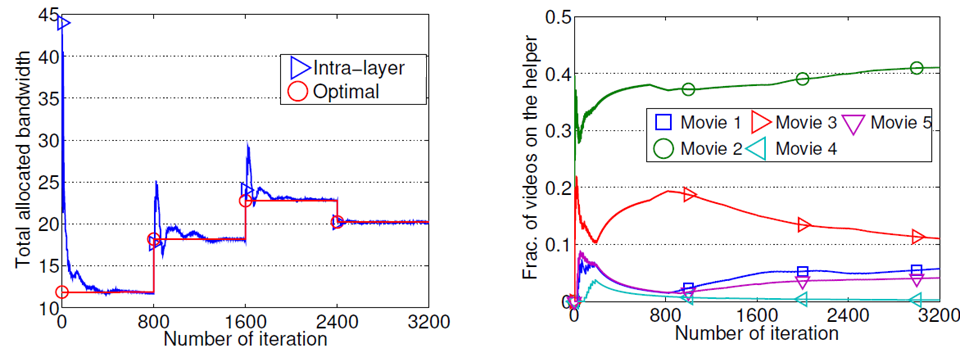 45
40
35
30
25
20
15
10
Total allocated bandwidth
Intra-layer
Optimal
0 800 1600 2400 3200
Number of iteration
0.5
0.4
0.3
0.2
0.1
0
Frac. of videos on the helper
Movie 1 Movie 3 Movie 5
Movie 2 Movie 4
0 800 1600 2400 3200
Number of iteration